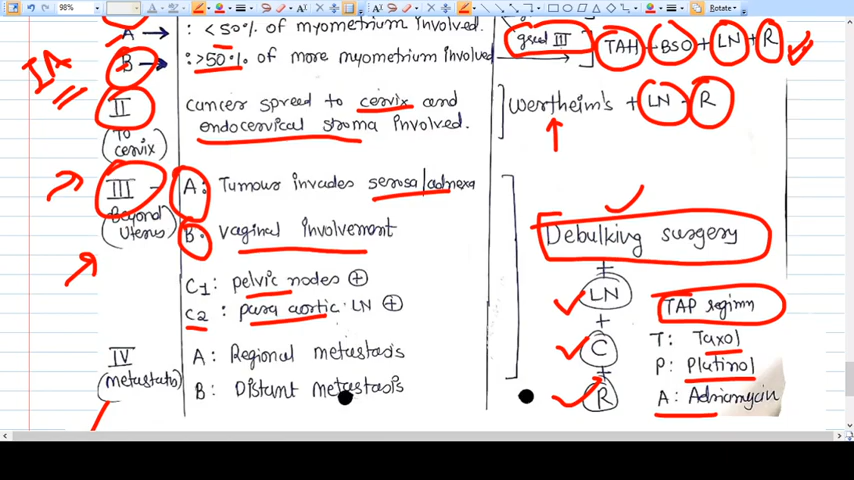 98%
Rotate
A → : <50% of myometrium involved.
B → : >50% of more myometrium involved
greed III ] TAH + BSO + LN + R
IA
II
cancer spread to cervix and
endocervical stroma involved.
] Wertheim's + LN + R
(To
cervix)
III -
(Beyond
Uterus)
A: Tumour invades serosa/adnexa
B: Vaginal involvement
C1: pelvic nodes ⊕
C2: para aortic LN ⊕
Debulking surgery
+
LN
+
C
+
R
TAP regimn
T: Taxol
P: Platinol
A: Adriamycin
IV
(metastatis)
A: Regional metastasis
B: Distant metastasis